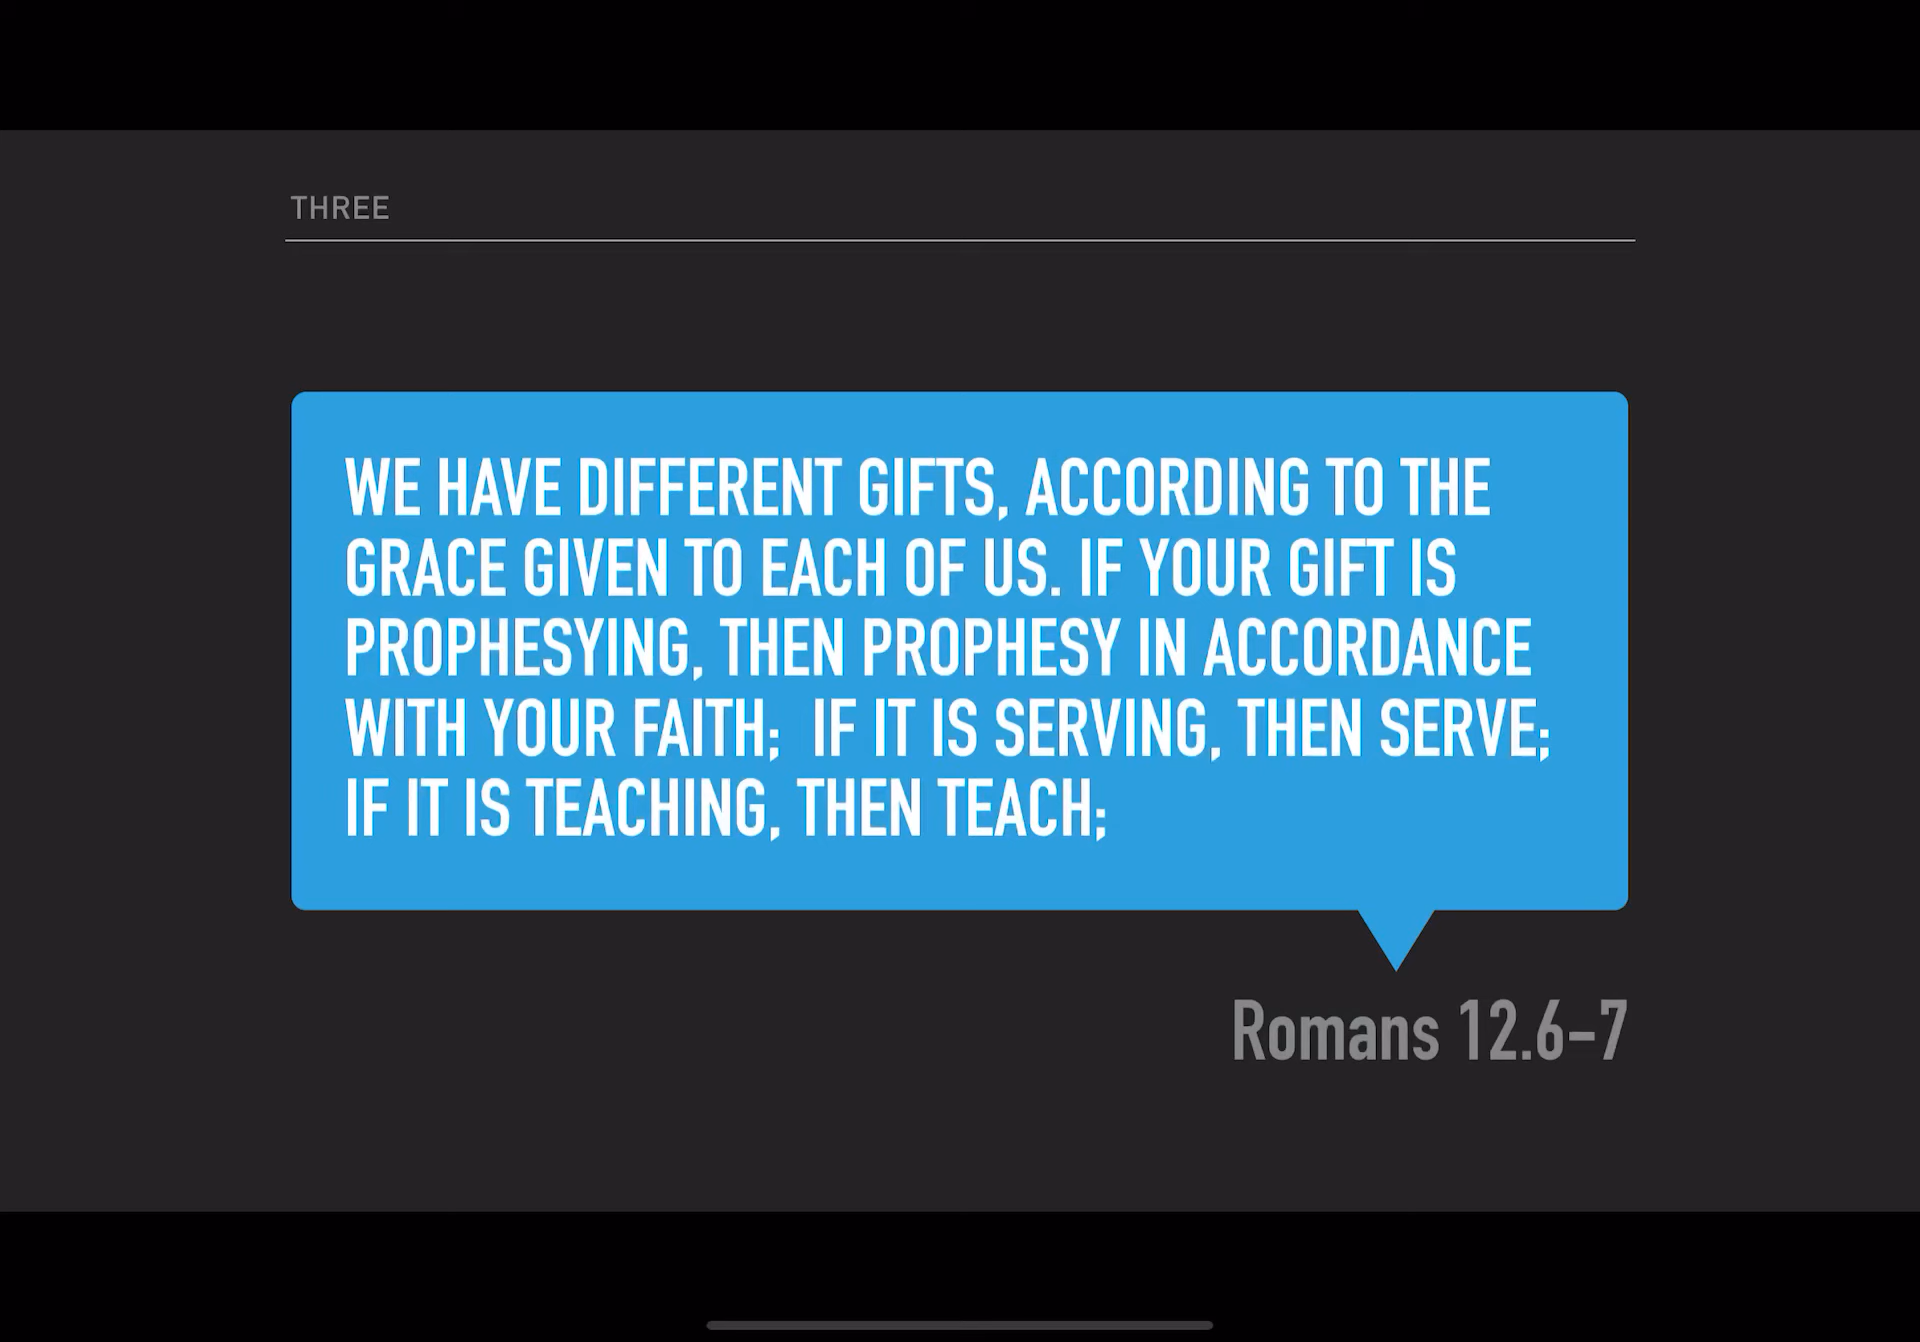 THREE
WE HAVE DIFFERENT GIFTS, ACCORDING TO THE
GRACE GIVEN TO EACH OF US. IF YOUR GIFT IS
PROPHESYING, THEN PROPHESY IN ACCORDANCE
WITH YOUR FAITH;  IF IT IS SERVING, THEN SERVE;
IF IT IS TEACHING, THEN TEACH;
Romans 12.6-7